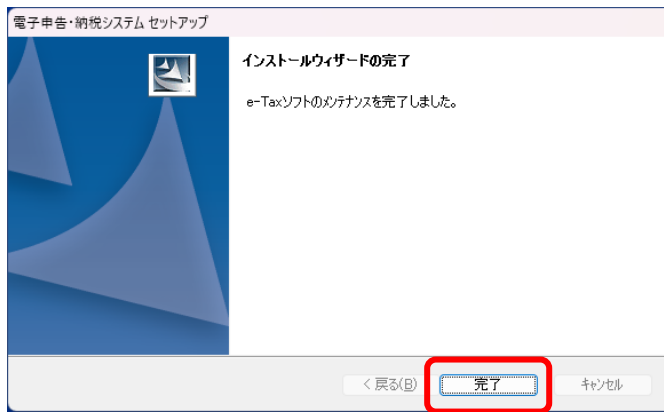 電子申告・納税システム セットアップ
インストールウィザードの完了
e-Taxソフトのメンテナンスを完了しました。
< 戻る(B)
完了
キャンセル